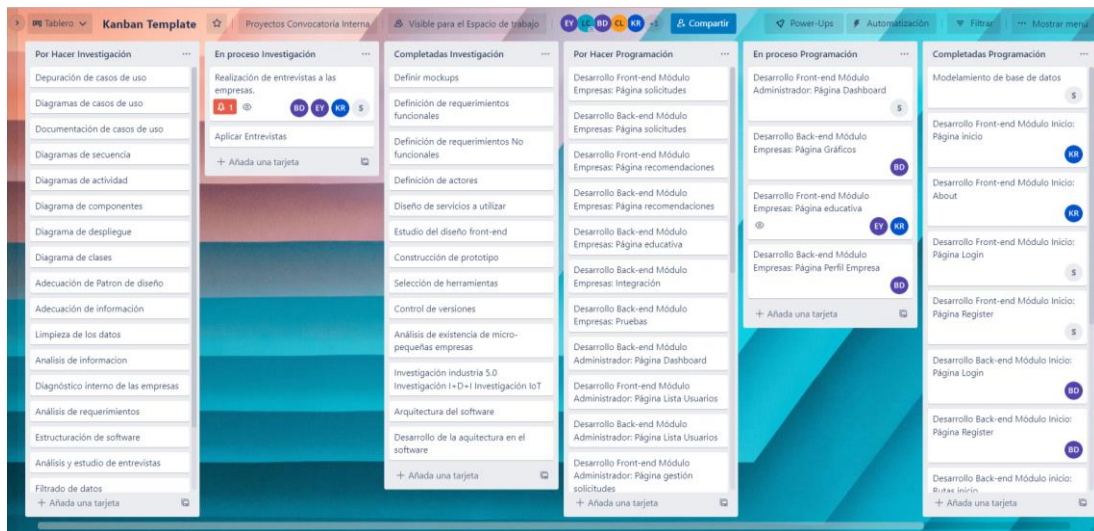 Tablero
Kanban Template
Proyectos Convocatoria Interna
Visible para el Espacio de trabajo
EY LC BD CL KR +1
Compartir
Power-Ups
Automatización
Filtrar
··· Mostrar menú
Por Hacer Investigación ···
Depuración de casos de uso
Diagramas de casos de uso
Documentación de casos de uso
Diagramas de secuencia
Diagramas de actividad
Diagrama de componentes
Diagrama de despliegue
Diagrama de clases
Adecuación de Patron de diseño
Adecuación de información
Limpieza de los datos
Analisis de informacion
Diagnóstico interno de las empresas
Análisis de requerimientos
Estructuración de software
Análisis y estudio de entrevistas
Filtrado de datos
+ Añada una tarjeta
En proceso Investigación ···
Realización de entrevistas a las
empresas.
1
BD EY KR S
Aplicar Entrevistas
+ Añada una tarjeta
Completadas Investigación ···
Definir mockups
Definición de requerimientos
funcionales
Definición de requerimientos No
funcionales
Definición de actores
Diseño de servicios a utilizar
Estudio del diseño front-end
Construcción de prototipo
Selección de herramientas
Control de versiones
Análisis de existencia de micro-
pequeñas empresas
Investigación industria 5.0
Investigación I+D+I Investigación IoT
Arquitectura del software
Desarrollo de la aquitectura en el
software
+ Añada una tarjeta
Por Hacer Programación ···
Desarrollo Front-end Módulo
Empresas: Página solicitudes
Desarrollo Back-end Módulo
Empresas: Página solicitudes
Desarrollo Front-end Módulo
Empresas: Página recomendaciones
Desarrollo Back-end Módulo
Empresas: Página recomendaciones
Desarrollo Back-end Módulo
Empresas: Página educativa
Desarrollo Back-end Módulo
Empresas: Integración
Desarrollo Back-end Módulo
Empresas: Pruebas
Desarrollo Back-end Módulo
Administrador: Página Dashboard
Desarrollo Front-end Módulo
Administrador: Página Lista Usuarios
Desarrollo Back-end Módulo
Administrador: Página Lista Usuarios
Desarrollo Front-end Módulo
Administrador: Página gestión
solicitudes
+ Añada una tarjeta
En proceso Programación ···
Desarrollo Front-end Módulo
Administrador: Página Dashboard
S
Desarrollo Back-end Módulo
Empresas: Página Gráficos
BD
Desarrollo Front-end Módulo
Empresas: Página educativa
EY KR
Desarrollo Back-end Módulo
Empresas: Página Perfil Empresa
BD
+ Añada una tarjeta
Completadas Programación ···
Modelamiento de base de datos
S
Desarrollo Front-end Módulo Inicio:
Página inicio
KR
Desarrollo Front-end Módulo Inicio:
About
KR
Desarrollo Front-end Módulo Inicio:
Página Login
S
Desarrollo Front-end Módulo Inicio:
Página Register
S
Desarrollo Back-end Módulo Inicio:
Página Login
BD
Desarrollo Back-end Módulo Inicio:
Página Register
BD
Desarrollo Back-end Módulo inicio:
Rutas inicio
+ Añada una tarjeta